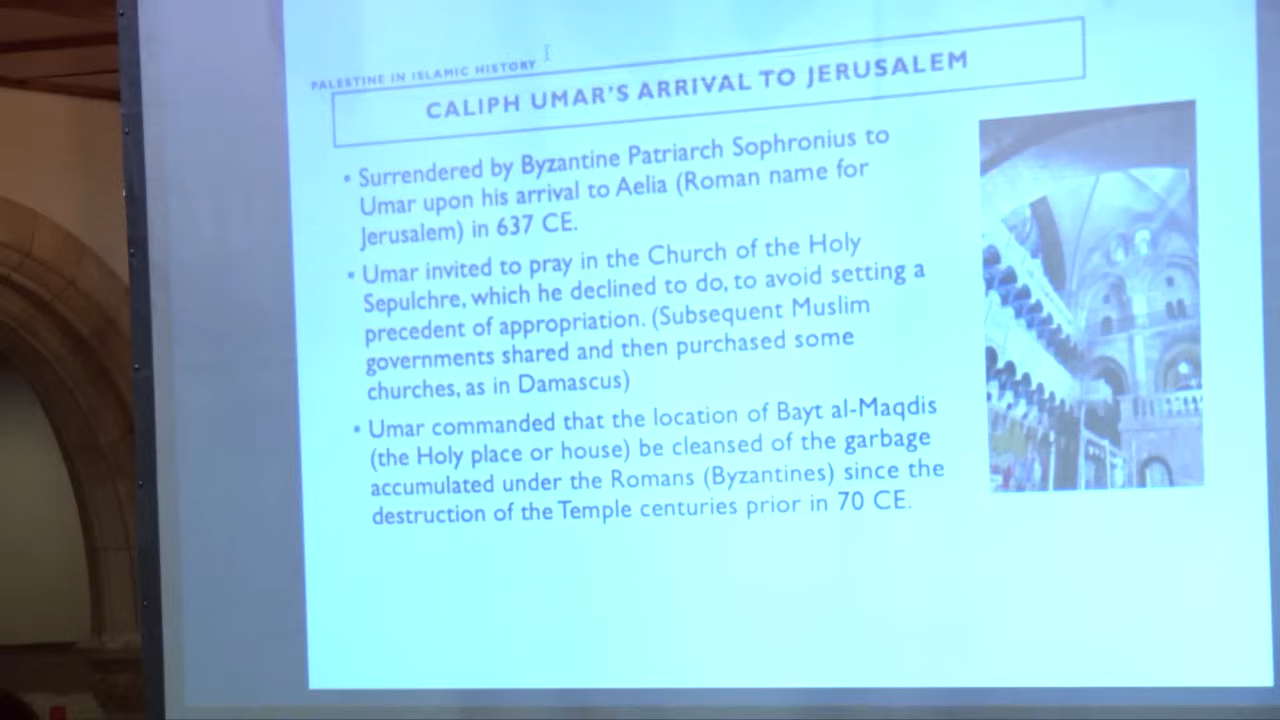 PALESTINE IN ISLAMIC HISTORY
CALIPH UMAR'S ARRIVAL TO JERUSALEM
• Surrendered by Byzantine Patriarch Sophronius to
Umar upon his arrival to Aelia (Roman name for
Jerusalem) in 637 CE.
• Umar invited to pray in the Church of the Holy
Sepulchre, which he declined to do, to avoid setting a
precedent of appropriation. (Subsequent Muslim
governments shared and then purchased some
churches, as in Damascus)
• Umar commanded that the location of Bayt al-Maqdis
(the Holy place or house) be cleansed of the garbage
accumulated under the Romans (Byzantines) since the
destruction of the Temple centuries prior in 70 CE.